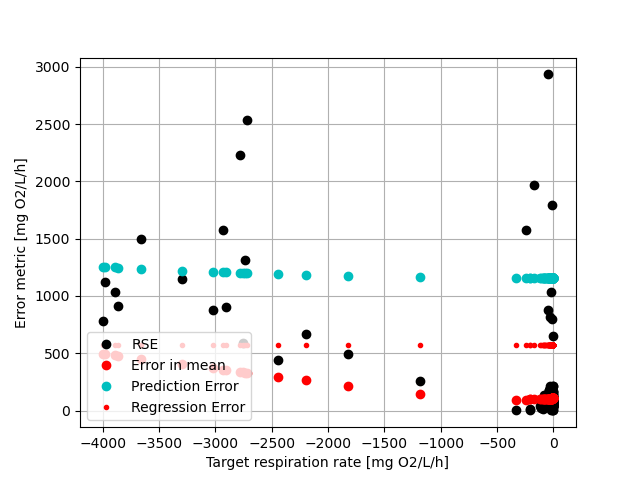 3000
2500
2000
1500
1000
500
0
Error metric [mg O2/L/h]
RSE
Error in mean
Prediction Error
Regression Error
−4000 −3500 −3000 −2500 −2000 −1500 −1000 −500 0
Target respiration rate [mg O2/L/h]